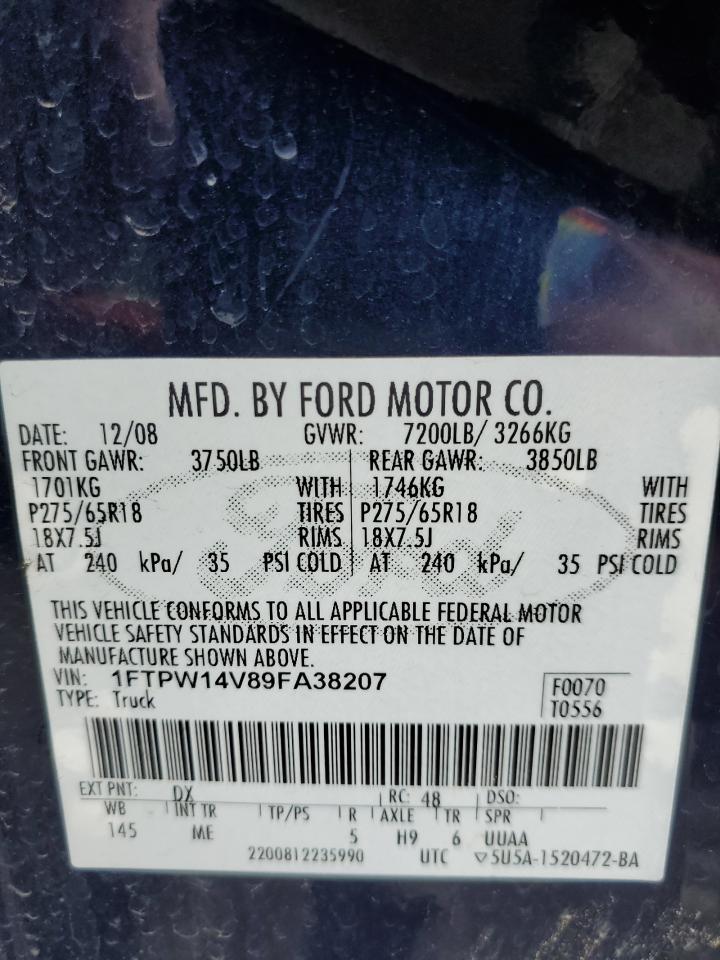 MFD. BY FORD MOTOR CO.
DATE: 12/08 GVWR: 7200LB/ 3266KG
FRONT GAWR: 3750LB REAR GAWR: 3850LB
1701KG WITH 1746KG WITH
P275/65R18 TIRES P275/65R18 TIRES
18X7.5J RIMS 18X7.5J RIMS
AT 240 kPa/ 35 PSI COLD AT 240 kPa/ 35 PSI COLD
Ford
THIS VEHICLE CONFORMS TO ALL APPLICABLE FEDERAL MOTOR
VEHICLE SAFETY STANDARDS IN EFFECT ON THE DATE OF
MANUFACTURE SHOWN ABOVE.
VIN: 1FTPW14V89FA38207 F0070
TYPE: Truck T0556
EXT PNT: DX RC: 48 DSO:
WB INT TR TP/PS R AXLE TR SPR
145 ME 5 H9 6 UUAA
2200812235990 UTC ▽5U5A-1520472-BA